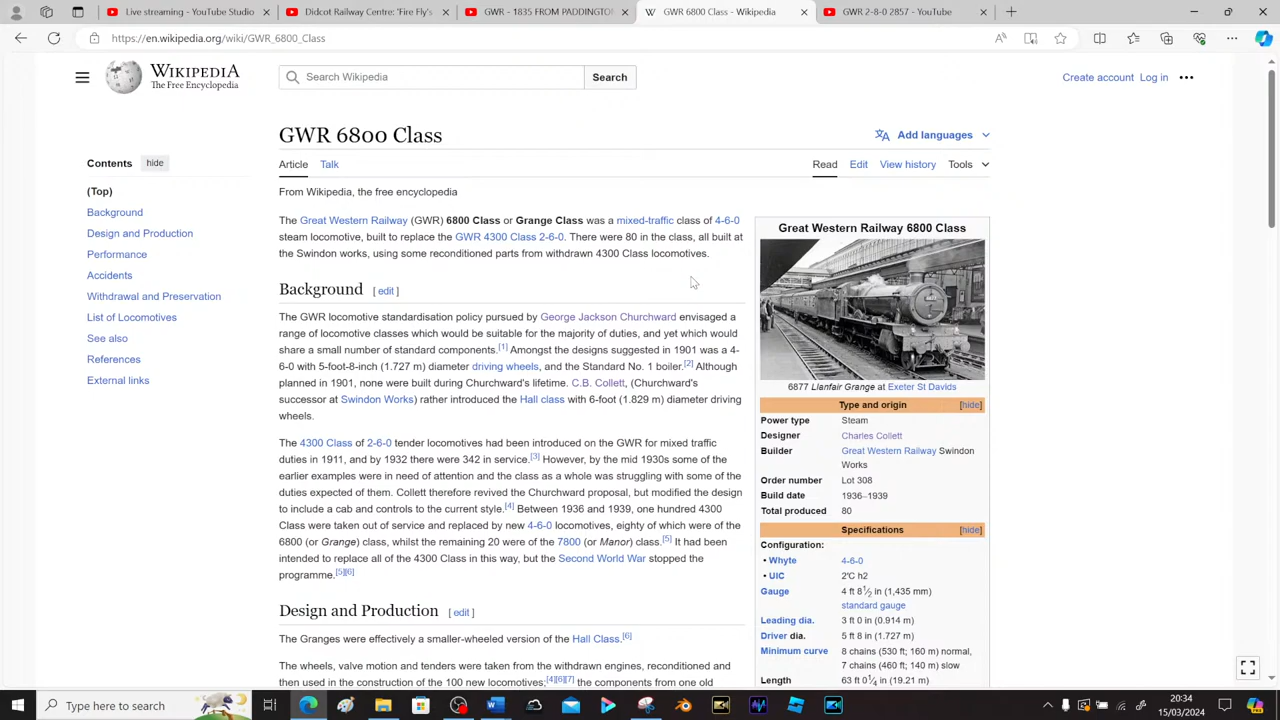 Live streaming - YouTube Studio
Didcot Railway Centre: 'Fire Fly's
GWR - 1835 FROM PADDINGTON
GWR 6800 Class - Wikipedia
GWR 2-8-0 2857 - YouTube
https://en.wikipedia.org/wiki/GWR_6800_Class
WIKIPEDIA
The Free Encyclopedia
Search Wikipedia
Search
Create account
Log in
GWR 6800 Class
Add languages
Contents
hide
Article
Talk
Read
Edit
View history
Tools
(Top)
Background
Design and Production
Performance
Accidents
Withdrawal and Preservation
List of Locomotives
See also
References
External links
From Wikipedia, the free encyclopedia
The Great Western Railway (GWR) 6800 Class or Grange Class was a mixed-traffic class of 4-6-0
steam locomotive, built to replace the GWR 4300 Class 2-6-0. There were 80 in the class, all built at
the Swindon works, using some reconditioned parts from withdrawn 4300 Class locomotives.
Background [ edit ]
The GWR locomotive standardisation policy pursued by George Jackson Churchward envisaged a
range of locomotive classes which would be suitable for the majority of duties, and yet which would
share a small number of standard components.[1] Amongst the designs suggested in 1901 was a 4-
6-0 with 5-foot-8-inch (1.727 m) diameter driving wheels, and the Standard No. 1 boiler.[2] Although
planned in 1901, none were built during Churchward's lifetime. C.B. Collett, (Churchward's
successor at Swindon Works) rather introduced the Hall class with 6-foot (1.829 m) diameter driving
wheels.
The 4300 Class of 2-6-0 tender locomotives had been introduced on the GWR for mixed traffic
duties in 1911, and by 1932 there were 342 in service.[3] However, by the mid 1930s some of the
earlier examples were in need of attention and the class as a whole was struggling with some of the
duties expected of them. Collett therefore revived the Churchward proposal, but modified the design
to include a cab and controls to the current style.[4] Between 1936 and 1939, one hundred 4300
Class were taken out of service and replaced by new 4-6-0 locomotives, eighty of which were of the
6800 (or Grange) class, whilst the remaining 20 were of the 7800 (or Manor) class.[5] It had been
intended to replace all of the 4300 Class in this way, but the Second World War stopped the
programme.[5][6]
Design and Production [ edit ]
The Granges were effectively a smaller-wheeled version of the Hall Class.[6]
The wheels, valve motion and tenders were taken from the withdrawn engines, reconditioned and
then used in the construction of the 100 new locomotives;[4][6][7] the components from one old
Great Western Railway 6800 Class
6877 Llanfair Grange at Exeter St Davids
Type and origin [hide]
Power type Steam
Designer Charles Collett
Builder Great Western Railway Swindon
Works
Order number Lot 308
Build date 1936–1939
Total produced 80
Specifications [hide]
Configuration:
• Whyte 4-6-0
• UIC 2′C h2
Gauge 4 ft 8 1⁄2 in (1,435 mm)
standard gauge
Leading dia. 3 ft 0 in (0.914 m)
Driver dia. 5 ft 8 in (1.727 m)
Minimum curve 8 chains (530 ft; 160 m) normal,
7 chains (460 ft; 140 m) slow
Length 63 ft 0 1⁄4 in (19.21 m)
Type here to search
20:34
15/03/2024